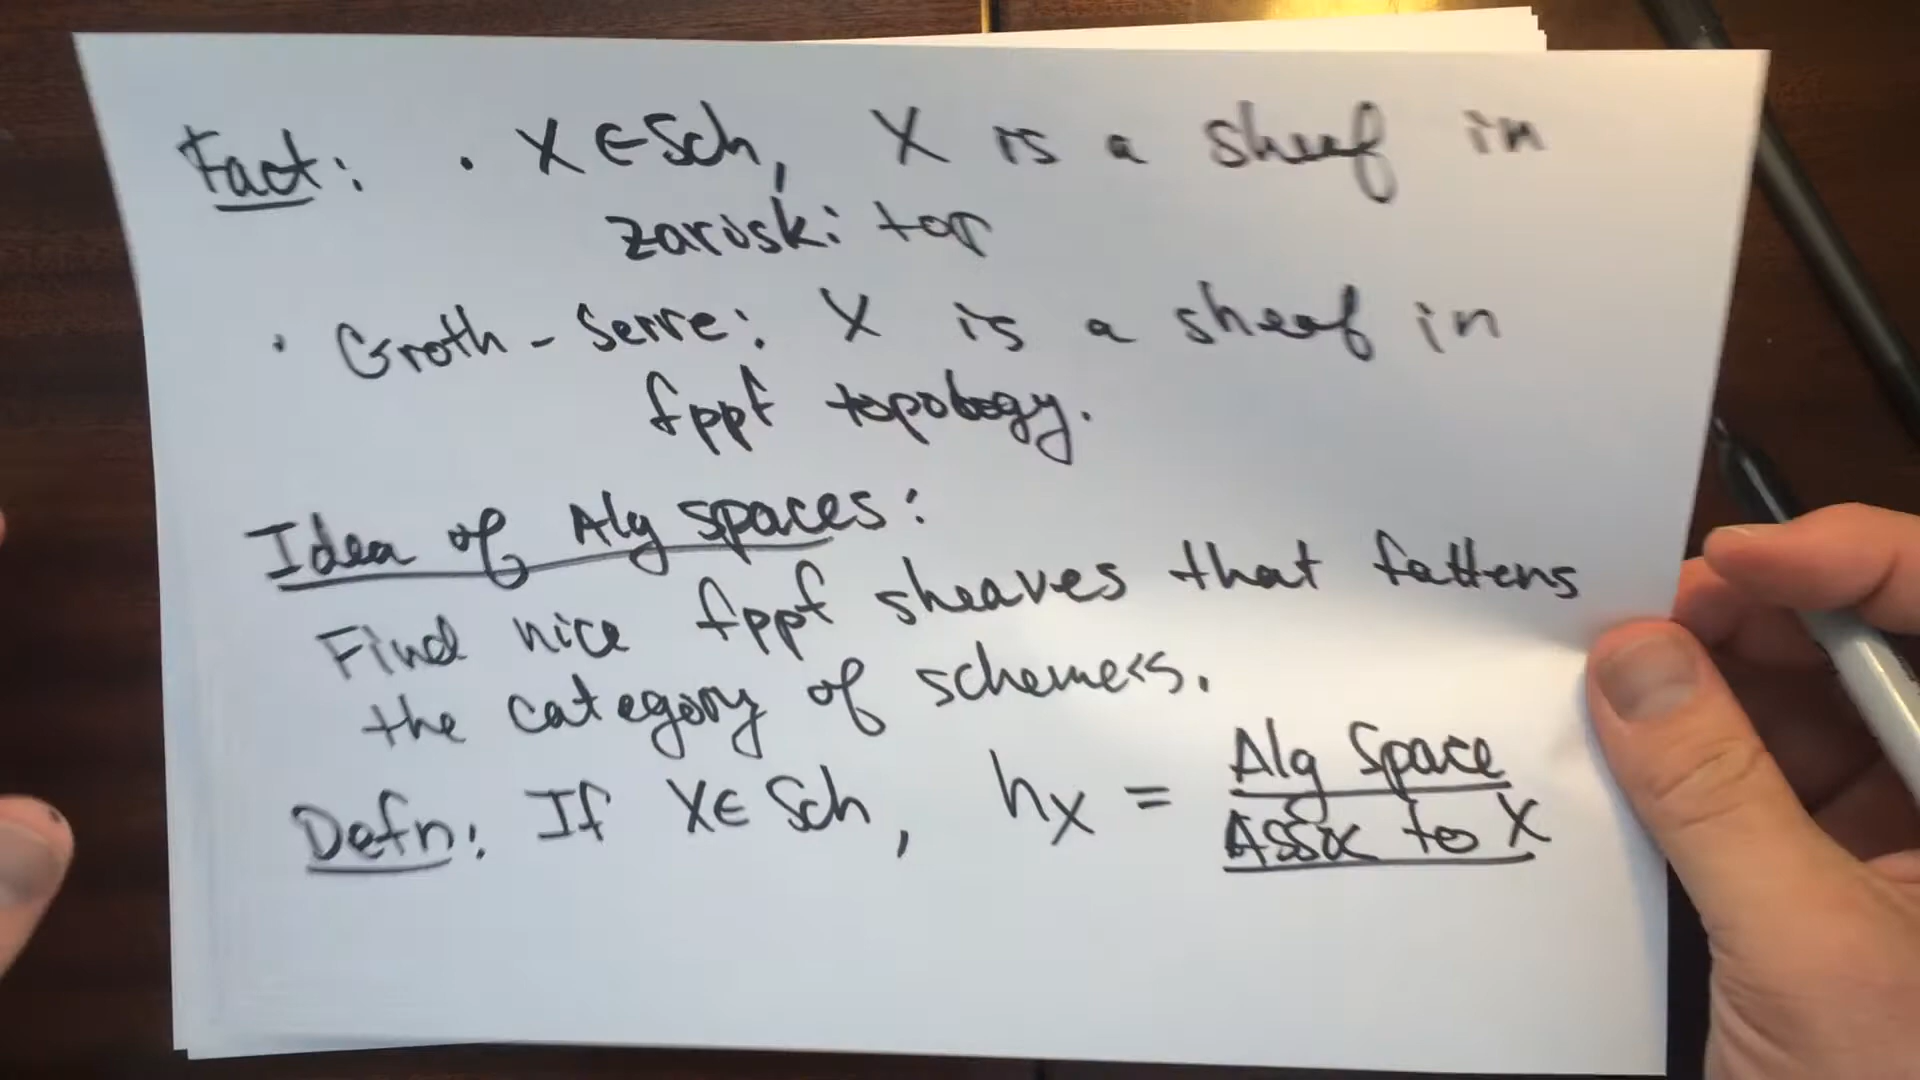 Fact: • X ∈ Sch, X is a sheaf in
Zariski top
• Groth - Serre: X is a sheaf in
fppf topology.
Idea of Alg spaces:
Find nice fppf sheaves that fattens
the category of schemes.
Defn: If X ∈ Sch, hx = Alg Space
Assoc to X